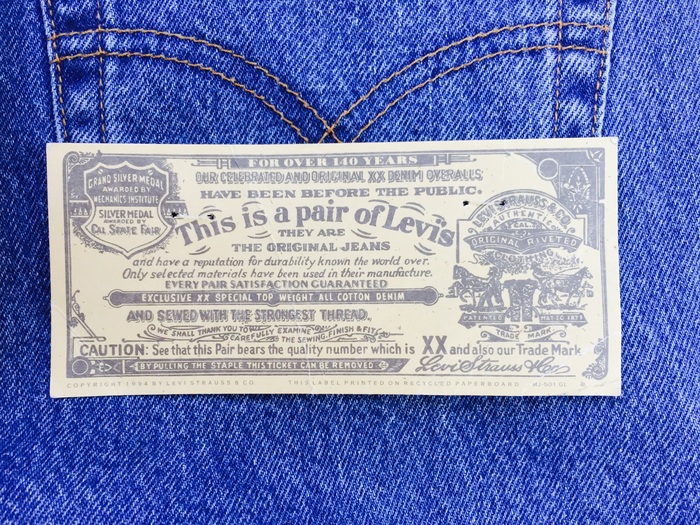 FOR OVER 140 YEARS
OUR CELEBRATED AND ORIGINAL XX DENIM OVERALLS
HAVE BEEN BEFORE THE PUBLIC.
GRAND SILVER MEDAL
AWARDED BY
MECHANICS INSTITUTE
SILVER MEDAL
AWARDED BY
CAL STATE FAIR
This is a pair of Levi's
THEY ARE
THE ORIGINAL JEANS
and have a reputation for durability known the world over.
Only selected materials have been used in their manufacture.
EVERY PAIR SATISFACTION GUARANTEED
EXCLUSIVE XX SPECIAL TOP WEIGHT ALL COTTON DENIM
AND SEWED WITH THE STRONGEST THREAD.
WE SHALL THANK YOU TO
CAREFULLY EXAMINE
THE SEWING, FINISH & FIT
LEVI STRAUSS & CO.
AUTHENTIC
CAL.
ORIGINAL RIVETED
CLOTHING
PATENTED
MAY 20 1873
TRADE MARK
CAUTION: See that this Pair bears the quality number which is XX and also our Trade Mark
Levi Strauss & Co.
BY PULLING THE STAPLE THIS TICKET CAN BE REMOVED
COPYRIGHT 1994 BY LEVI STRAUSS & CO. THIS LABEL PRINTED ON RECYCLED PAPERBOARD